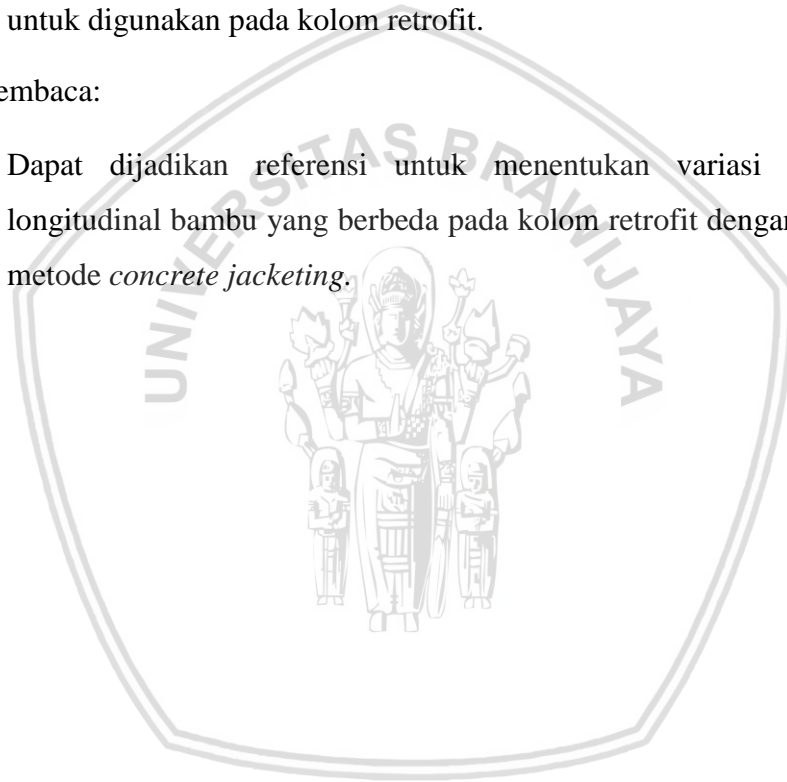 untuk digunakan pada kolom retrofit.
embaca:
Dapat dijadikan referensi untuk menentukan variasi
longitudinal bambu yang berbeda pada kolom retrofit dengan
metode concrete jacketing.
UNIVERSITAS BRAWIJAYA